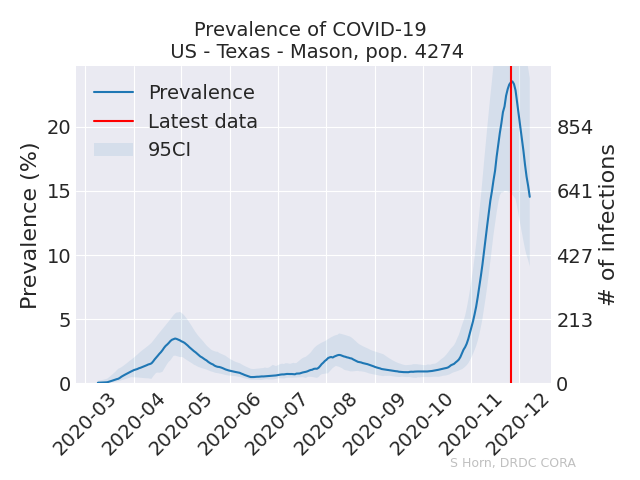 Prevalence of COVID-19
US - Texas - Mason, pop. 4274
Prevalence
Latest data
95CI
Prevalence (%)
20
15
10
5
0
854
641
427
213
0
# of infections
2020-03
2020-04
2020-05
2020-06
2020-07
2020-08
2020-09
2020-10
2020-11
2020-12
S Horn, DRDC CORA